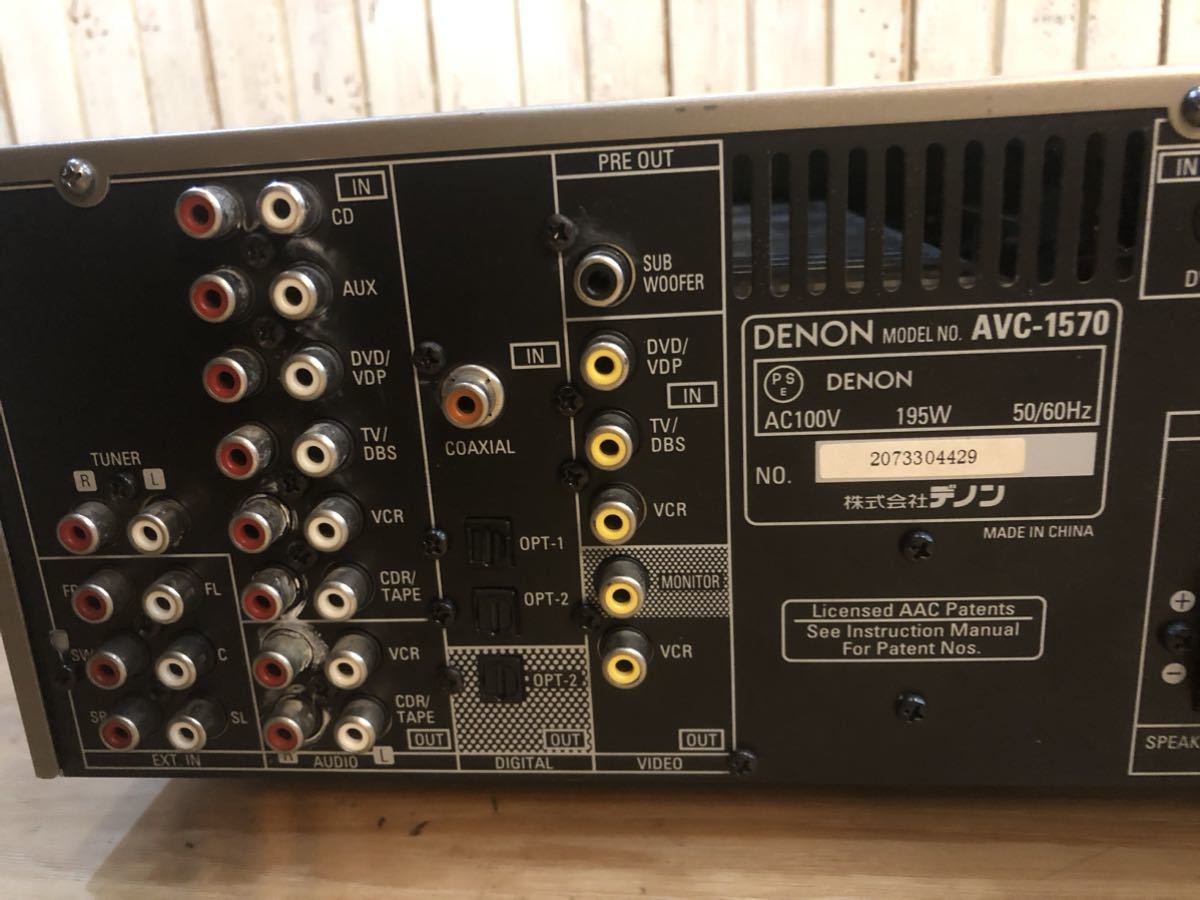 IN
CD
AUX
DVD/
VDP
TV/
DBS
VCR
CDR/
TAPE
VCR
CDR/
TAPE
OUT
R AUDIO L
TUNER
R L
FL
SW
C
SL
EXT. IN
IN
COAXIAL
OPT-1
OPT-2
OPT-2
OUT
DIGITAL
PRE OUT
SUB
WOOFER
DVD/
VDP
IN
TV/
DBS
VCR
MONITOR
VCR
OUT
VIDEO
DENON MODEL NO. AVC-1570
PS
E
DENON
AC100V 195W 50/60Hz
NO. 2073304429
株式会社デノン
MADE IN CHINA
Licensed AAC Patents
See Instruction Manual
For Patent Nos.
IN
+
−